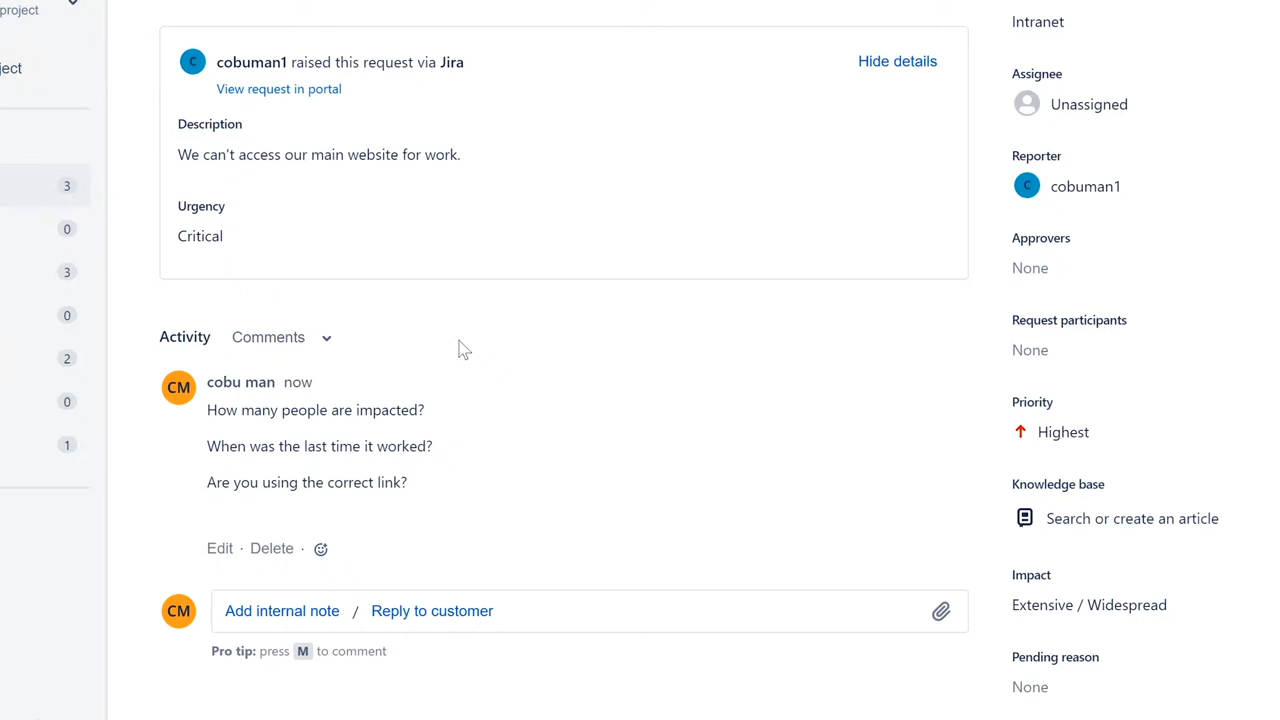 project
ject
3
0
3
0
2
0
1
C
cobuman1 raised this request via Jira
Hide details
View request in portal
Description
We can't access our main website for work.
Urgency
Critical
Activity Comments
CM
cobu man now
How many people are impacted?
When was the last time it worked?
Are you using the correct link?
Edit · Delete ·
CM
Add internal note / Reply to customer
Pro tip: press M to comment
Intranet
Assignee
Unassigned
Reporter
C
cobuman1
Approvers
None
Request participants
None
Priority
Highest
Knowledge base
Search or create an article
Impact
Extensive / Widespread
Pending reason
None